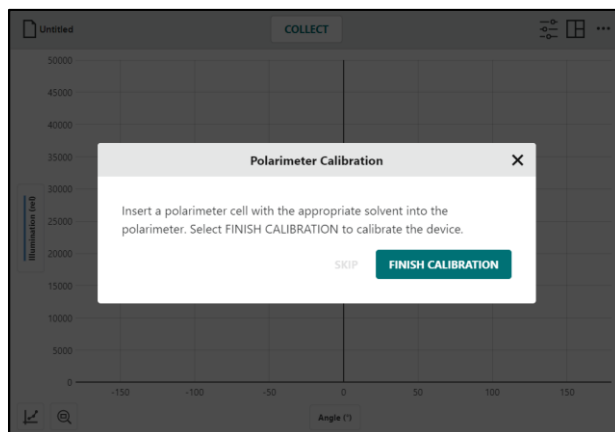 Untitled
COLLECT
50000
45000
40000
35000
Polarimeter Calibration
Insert a polarimeter cell with the appropriate solvent into the
polarimeter. Select FINISH CALIBRATION to calibrate the device.
SKIP
FINISH CALIBRATION
Illumination (rel)
30000
25000
20000
15000
10000
5000
0
-150
-100
-50
0
50
100
150
Angle (°)